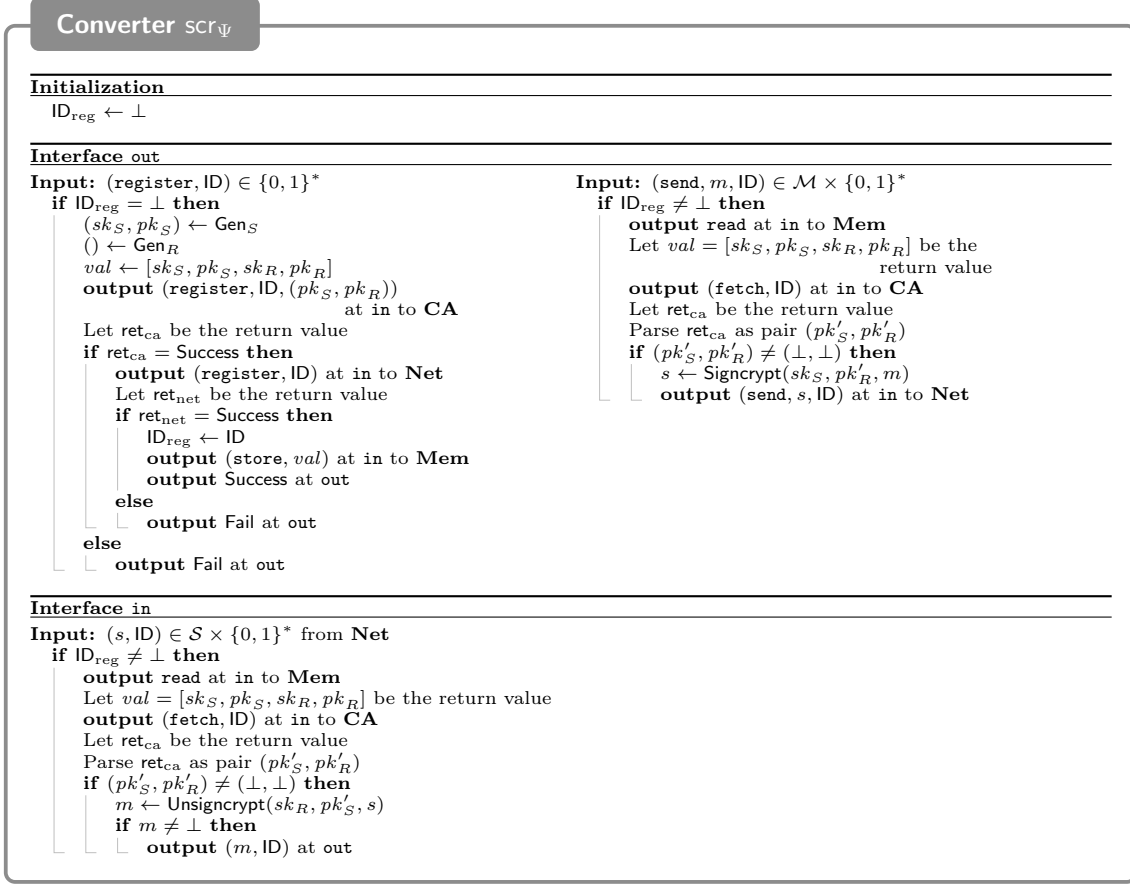 Converter scr_Ψ
Initialization
ID_reg ← ⊥
Interface out
Input: (register, ID) ∈ {0, 1}^*
if ID_reg = ⊥ then
(sk_S, pk_S) ← Gen_S
() ← Gen_R
val ← [sk_S, pk_S, sk_R, pk_R]
output (register, ID, (pk_S, pk_R))
at in to CA
Let ret_ca be the return value
if ret_ca = Success then
output (register, ID) at in to Net
Let ret_net be the return value
if ret_net = Success then
ID_reg ← ID
output (store, val) at in to Mem
output Success at out
else
output Fail at out
else
output Fail at out
Input: (send, m, ID) ∈ M × {0, 1}^*
if ID_reg ≠ ⊥ then
output read at in to Mem
Let val = [sk_S, pk_S, sk_R, pk_R] be the
return value
output (fetch, ID) at in to CA
Let ret_ca be the return value
Parse ret_ca as pair (pk'_S, pk'_R)
if (pk'_S, pk'_R) ≠ (⊥, ⊥) then
s ← Signcrypt(sk_S, pk'_R, m)
output (send, s, ID) at in to Net
Interface in
Input: (s, ID) ∈ S × {0, 1}^* from Net
if ID_reg ≠ ⊥ then
output read at in to Mem
Let val = [sk_S, pk_S, sk_R, pk_R] be the return value
output (fetch, ID) at in to CA
Let ret_ca be the return value
Parse ret_ca as pair (pk'_S, pk'_R)
if (pk'_S, pk'_R) ≠ (⊥, ⊥) then
m ← Unsigncrypt(sk_R, pk'_S, s)
if m ≠ ⊥ then
output (m, ID) at out